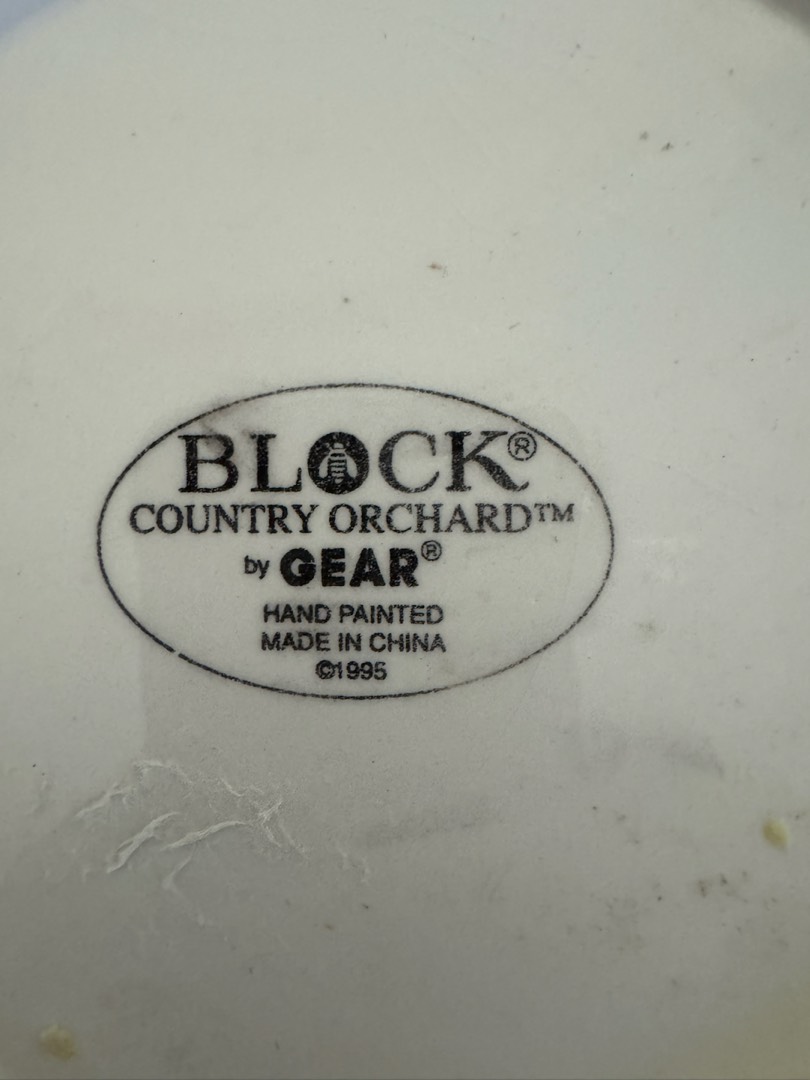 BLOCK®
COUNTRY ORCHARD™
by GEAR®
HAND PAINTED
MADE IN CHINA
©1995